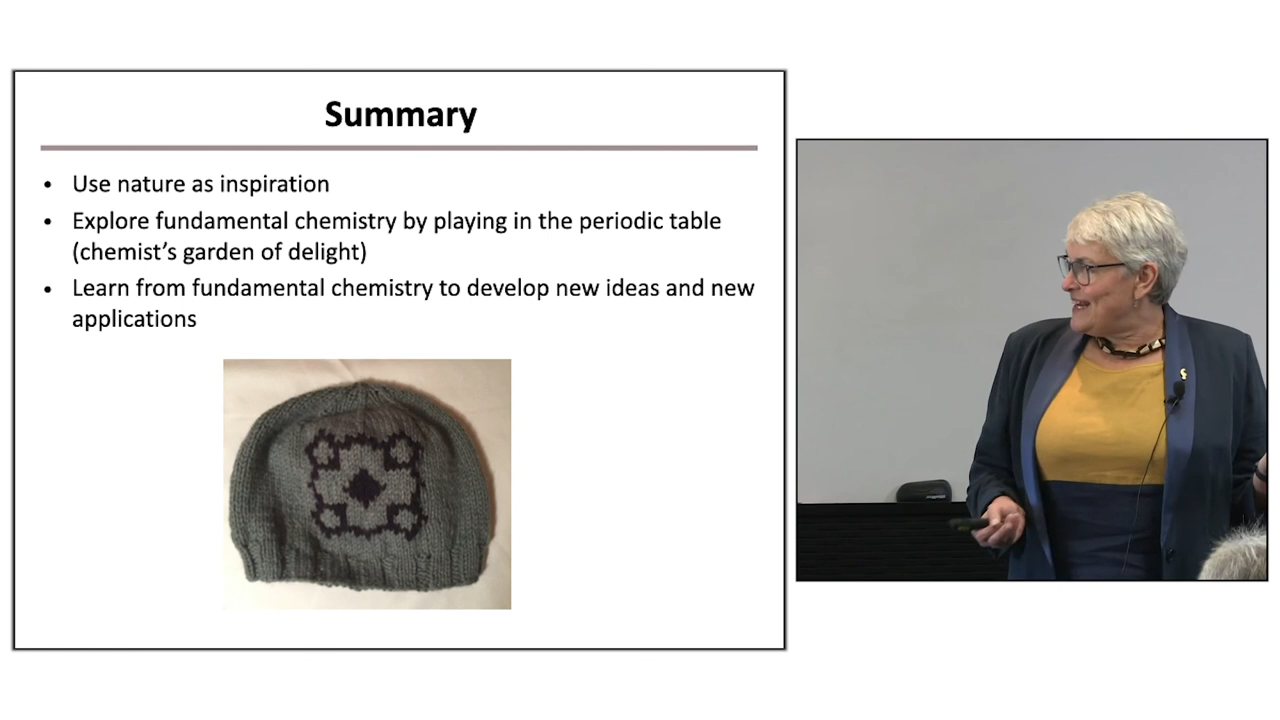 Summary
• Use nature as inspiration
• Explore fundamental chemistry by playing in the periodic table
(chemist’s garden of delight)
• Learn from fundamental chemistry to develop new ideas and new
applications